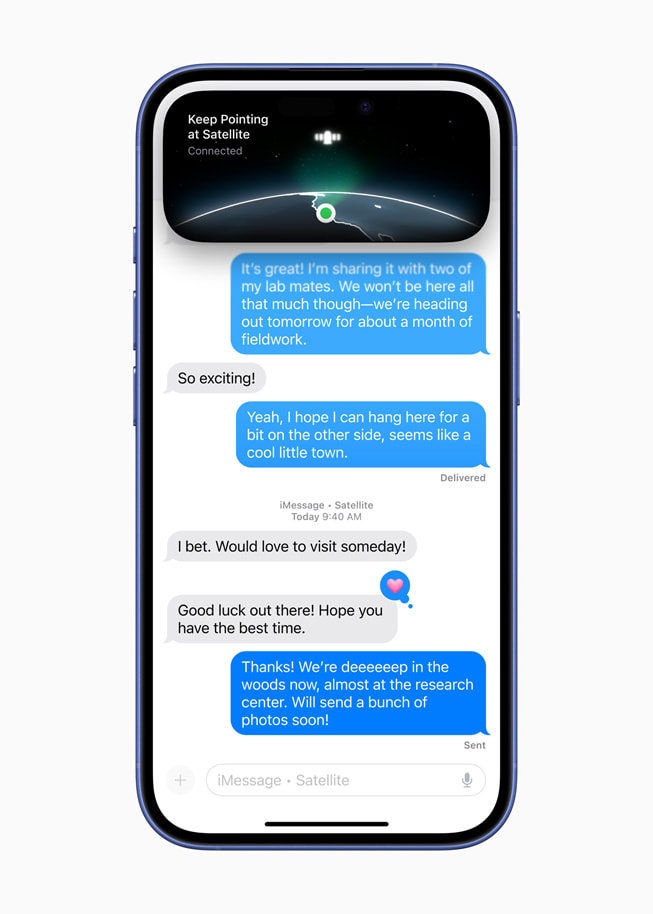 Keep Pointing
at Satellite
Connected
It’s great! I’m sharing it with two of
my lab mates. We won’t be here all
that much though—we’re heading
out tomorrow for about a month of
fieldwork.
So exciting!
Yeah, I hope I can hang here for a
bit on the other side, seems like a
cool little town.
Delivered
iMessage • Satellite
Today 9:40 AM
I bet. Would love to visit someday!
Good luck out there! Hope you
have the best time.
Thanks! We’re deeeeeep in the
woods now, almost at the research
center. Will send a bunch of
photos soon!
Sent
iMessage • Satellite